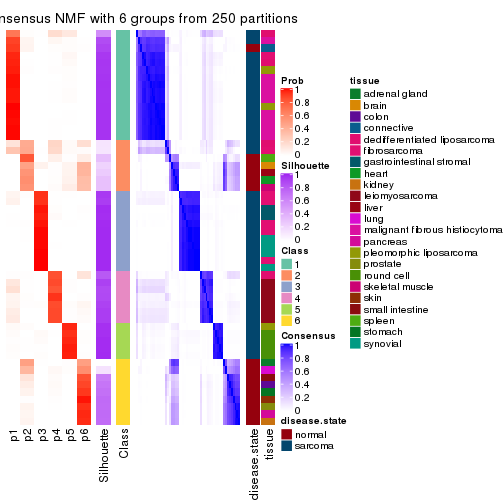 nsensus NMF with 6 groups from 250 partitions
p1
p2
p3
p4
p5
p6
Silhouette
Class
disease.state
tissue
Prob
1
0.8
0.6
0.4
0.2
0
Silhouette
1
0.8
0.6
0.4
0.2
0
Class
1
2
3
4
5
6
Consensus
1
0.8
0.6
0.4
0.2
0
disease.state
normal
sarcoma
tissue
adrenal gland
brain
colon
connective
dedifferentiated liposarcoma
fibrosarcoma
gastrointestinal stromal
heart
kidney
leiomyosarcoma
liver
lung
malignant fibrous histiocytoma
pancreas
pleomorphic liposarcoma
prostate
round cell
skeletal muscle
skin
small intestine
spleen
stomach
synovial